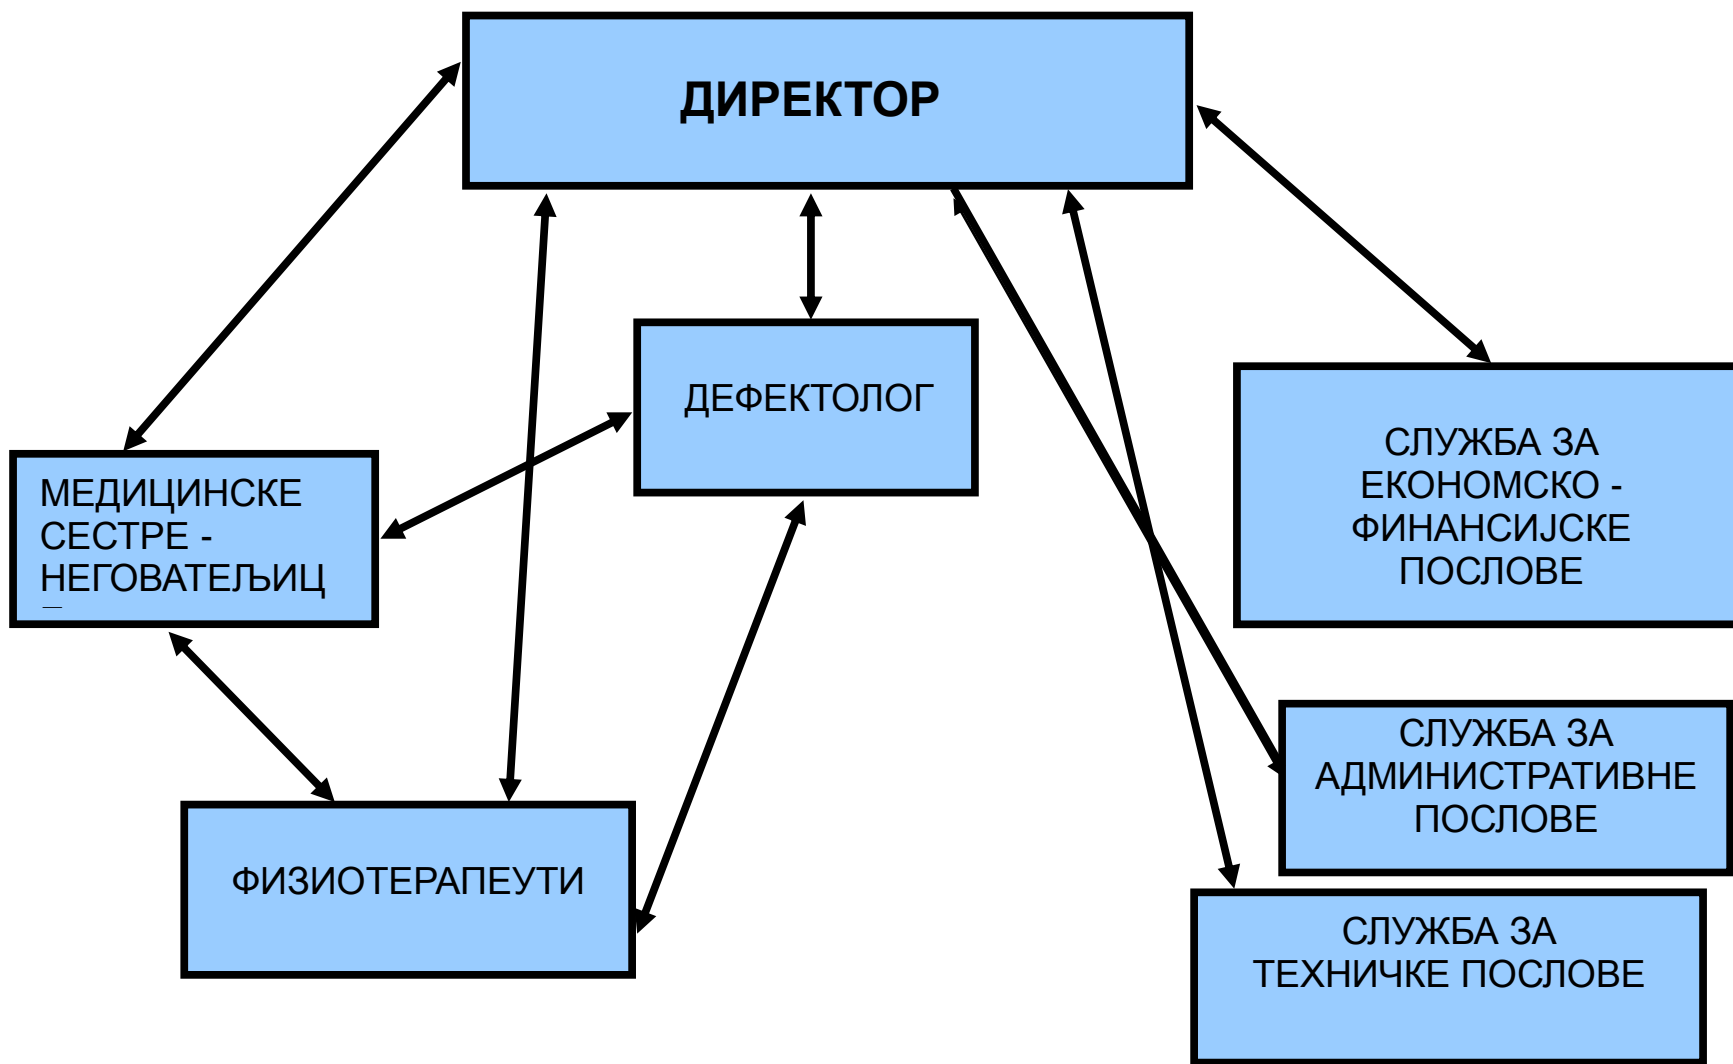 ДИРЕКТОР
ДЕФЕКТОЛОГ
МЕДИЦИНСКЕ
СЕСТРЕ -
НЕГОВАТЕЉИЦ
СЛУЖБА ЗА
ЕКОНОМСКО -
ФИНАНСИЈСКЕ
ПОСЛОВЕ
СЛУЖБА ЗА
АДМИНИСТРАТИВНЕ
ПОСЛОВЕ
ФИЗИОТЕРАПЕУТИ
СЛУЖБА ЗА
ТЕХНИЧКЕ ПОСЛОВЕ